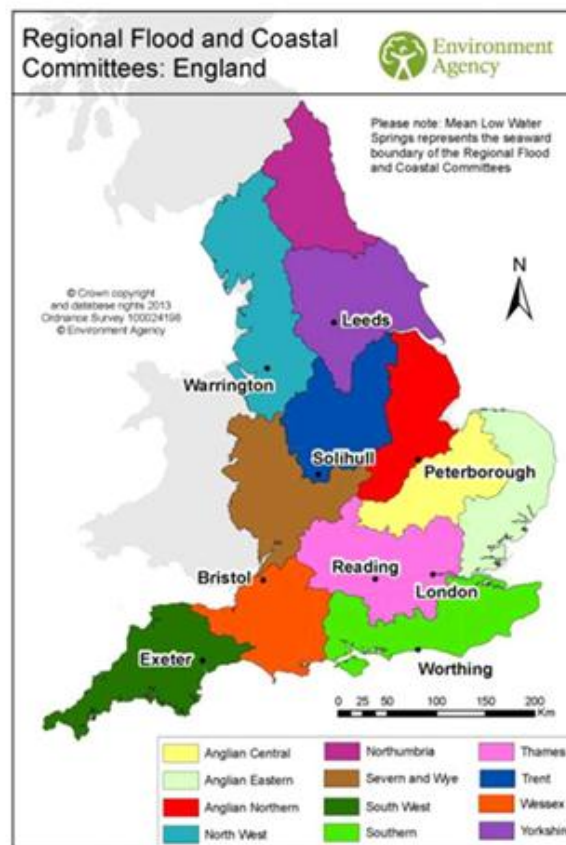 Regional Flood and Coastal
Committees: England
Environment
Agency
Please note: Mean Low Water
Springs represents the seaward
boundary of the Regional Flood
and Coastal Committees
© Crown copyright
and database rights 2013
Ordnance Survey 100024198
© Environment Agency
N
Leeds
Warrington
Solihull
Peterborough
Bristol
Reading
London
Exeter
Worthing
0 25 50 100 150 200
Km
Anglian Central
Anglian Eastern
Anglian Northern
North West
Northumbria
Severn and Wye
South West
Southern
Thames
Trent
Wessex
Yorkshire